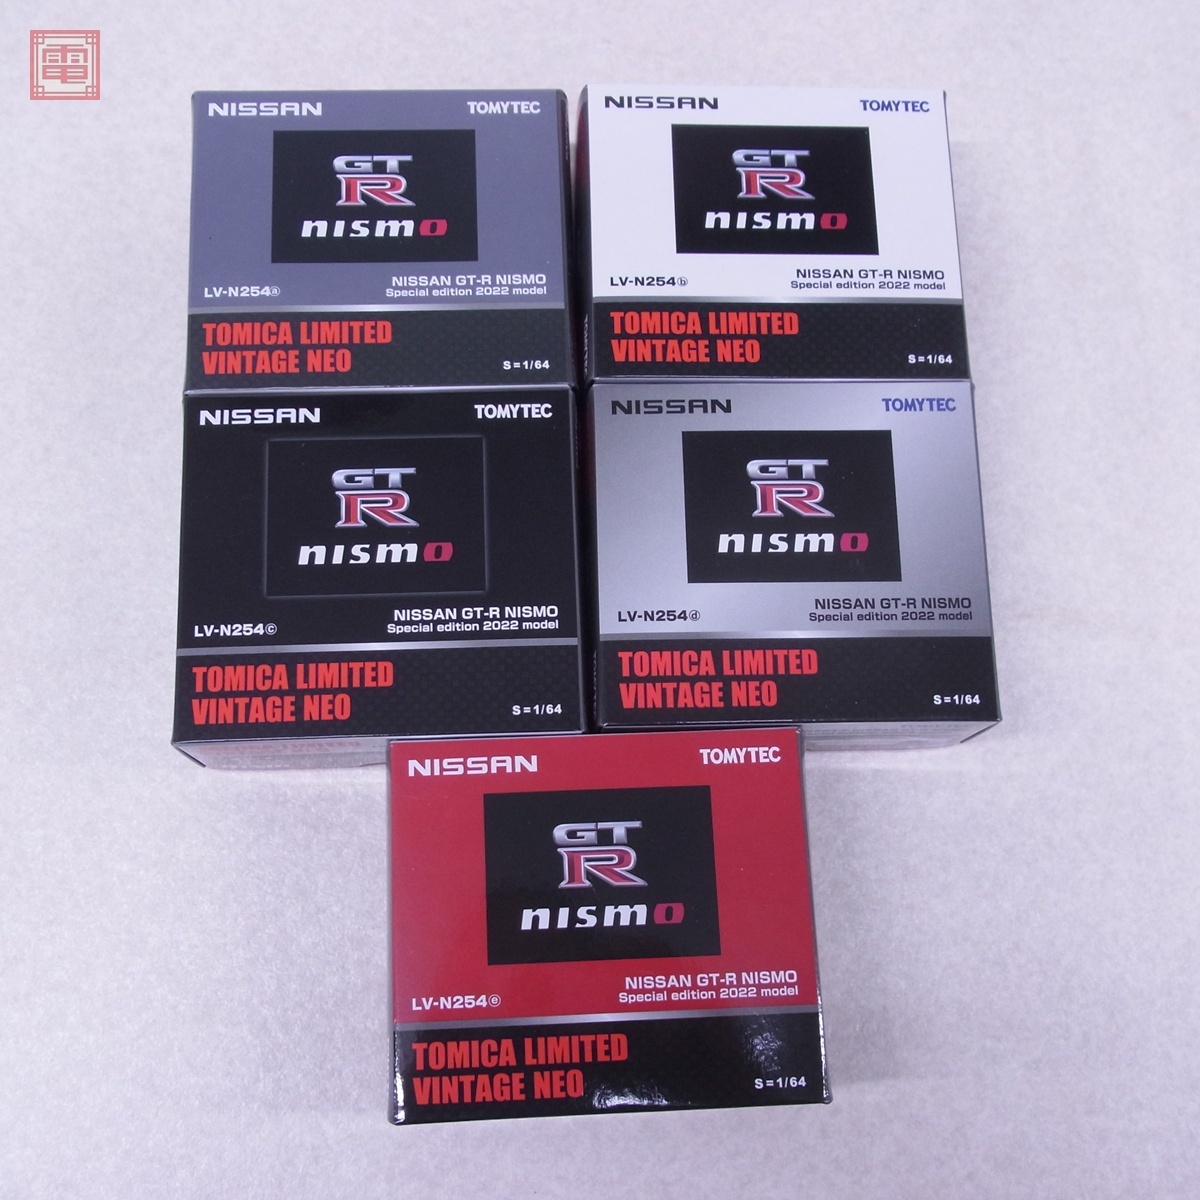 電
NISSAN TOMYTEC
GT
R
nismo
NISSAN GT-R NISMO
LV-N254ⓐ Special edition 2022 model
TOMICA LIMITED
VINTAGE NEO
S=1/64
NISSAN TOMYTEC
GT
R
nismo
NISSAN GT-R NISMO
LV-N254ⓑ Special edition 2022 model
TOMICA LIMITED
VINTAGE NEO
S=1/64
NISSAN TOMYTEC
GT
R
nismo
NISSAN GT-R NISMO
LV-N254ⓒ Special edition 2022 model
TOMICA LIMITED
VINTAGE NEO
S=1/64
NISSAN TOMYTEC
GT
R
nismo
NISSAN GT-R NISMO
LV-N254ⓓ Special edition 2022 model
TOMICA LIMITED
VINTAGE NEO
S=1/64
NISSAN TOMYTEC
GT
R
nismo
NISSAN GT-R NISMO
LV-N254ⓔ Special edition 2022 model
TOMICA LIMITED
VINTAGE NEO
S=1/64